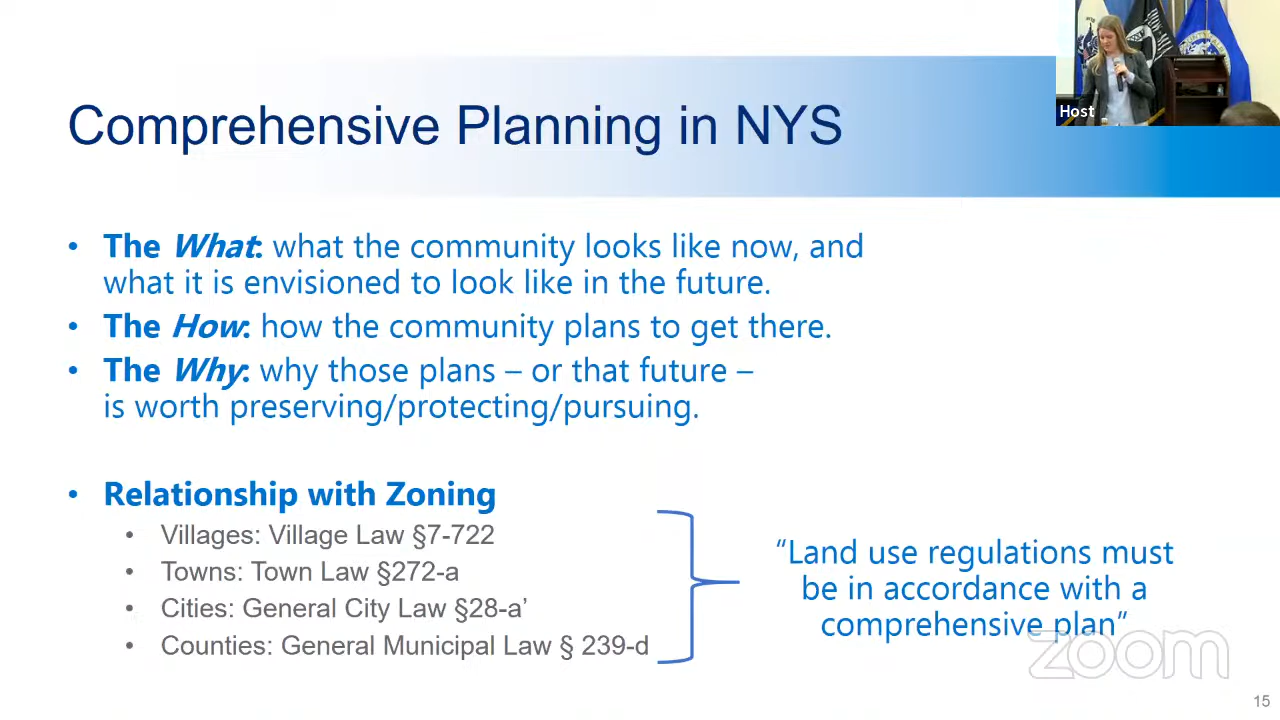 Host
Comprehensive Planning in NYS
• The What: what the community looks like now, and
what it is envisioned to look like in the future.
• The How: how the community plans to get there.
• The Why: why those plans – or that future –
is worth preserving/protecting/pursuing.
• Relationship with Zoning
• Villages: Village Law §7-722
• Towns: Town Law §272-a
• Cities: General City Law §28-a’
• Counties: General Municipal Law § 239-d
“Land use regulations must
be in accordance with a
comprehensive plan”
zoom
15